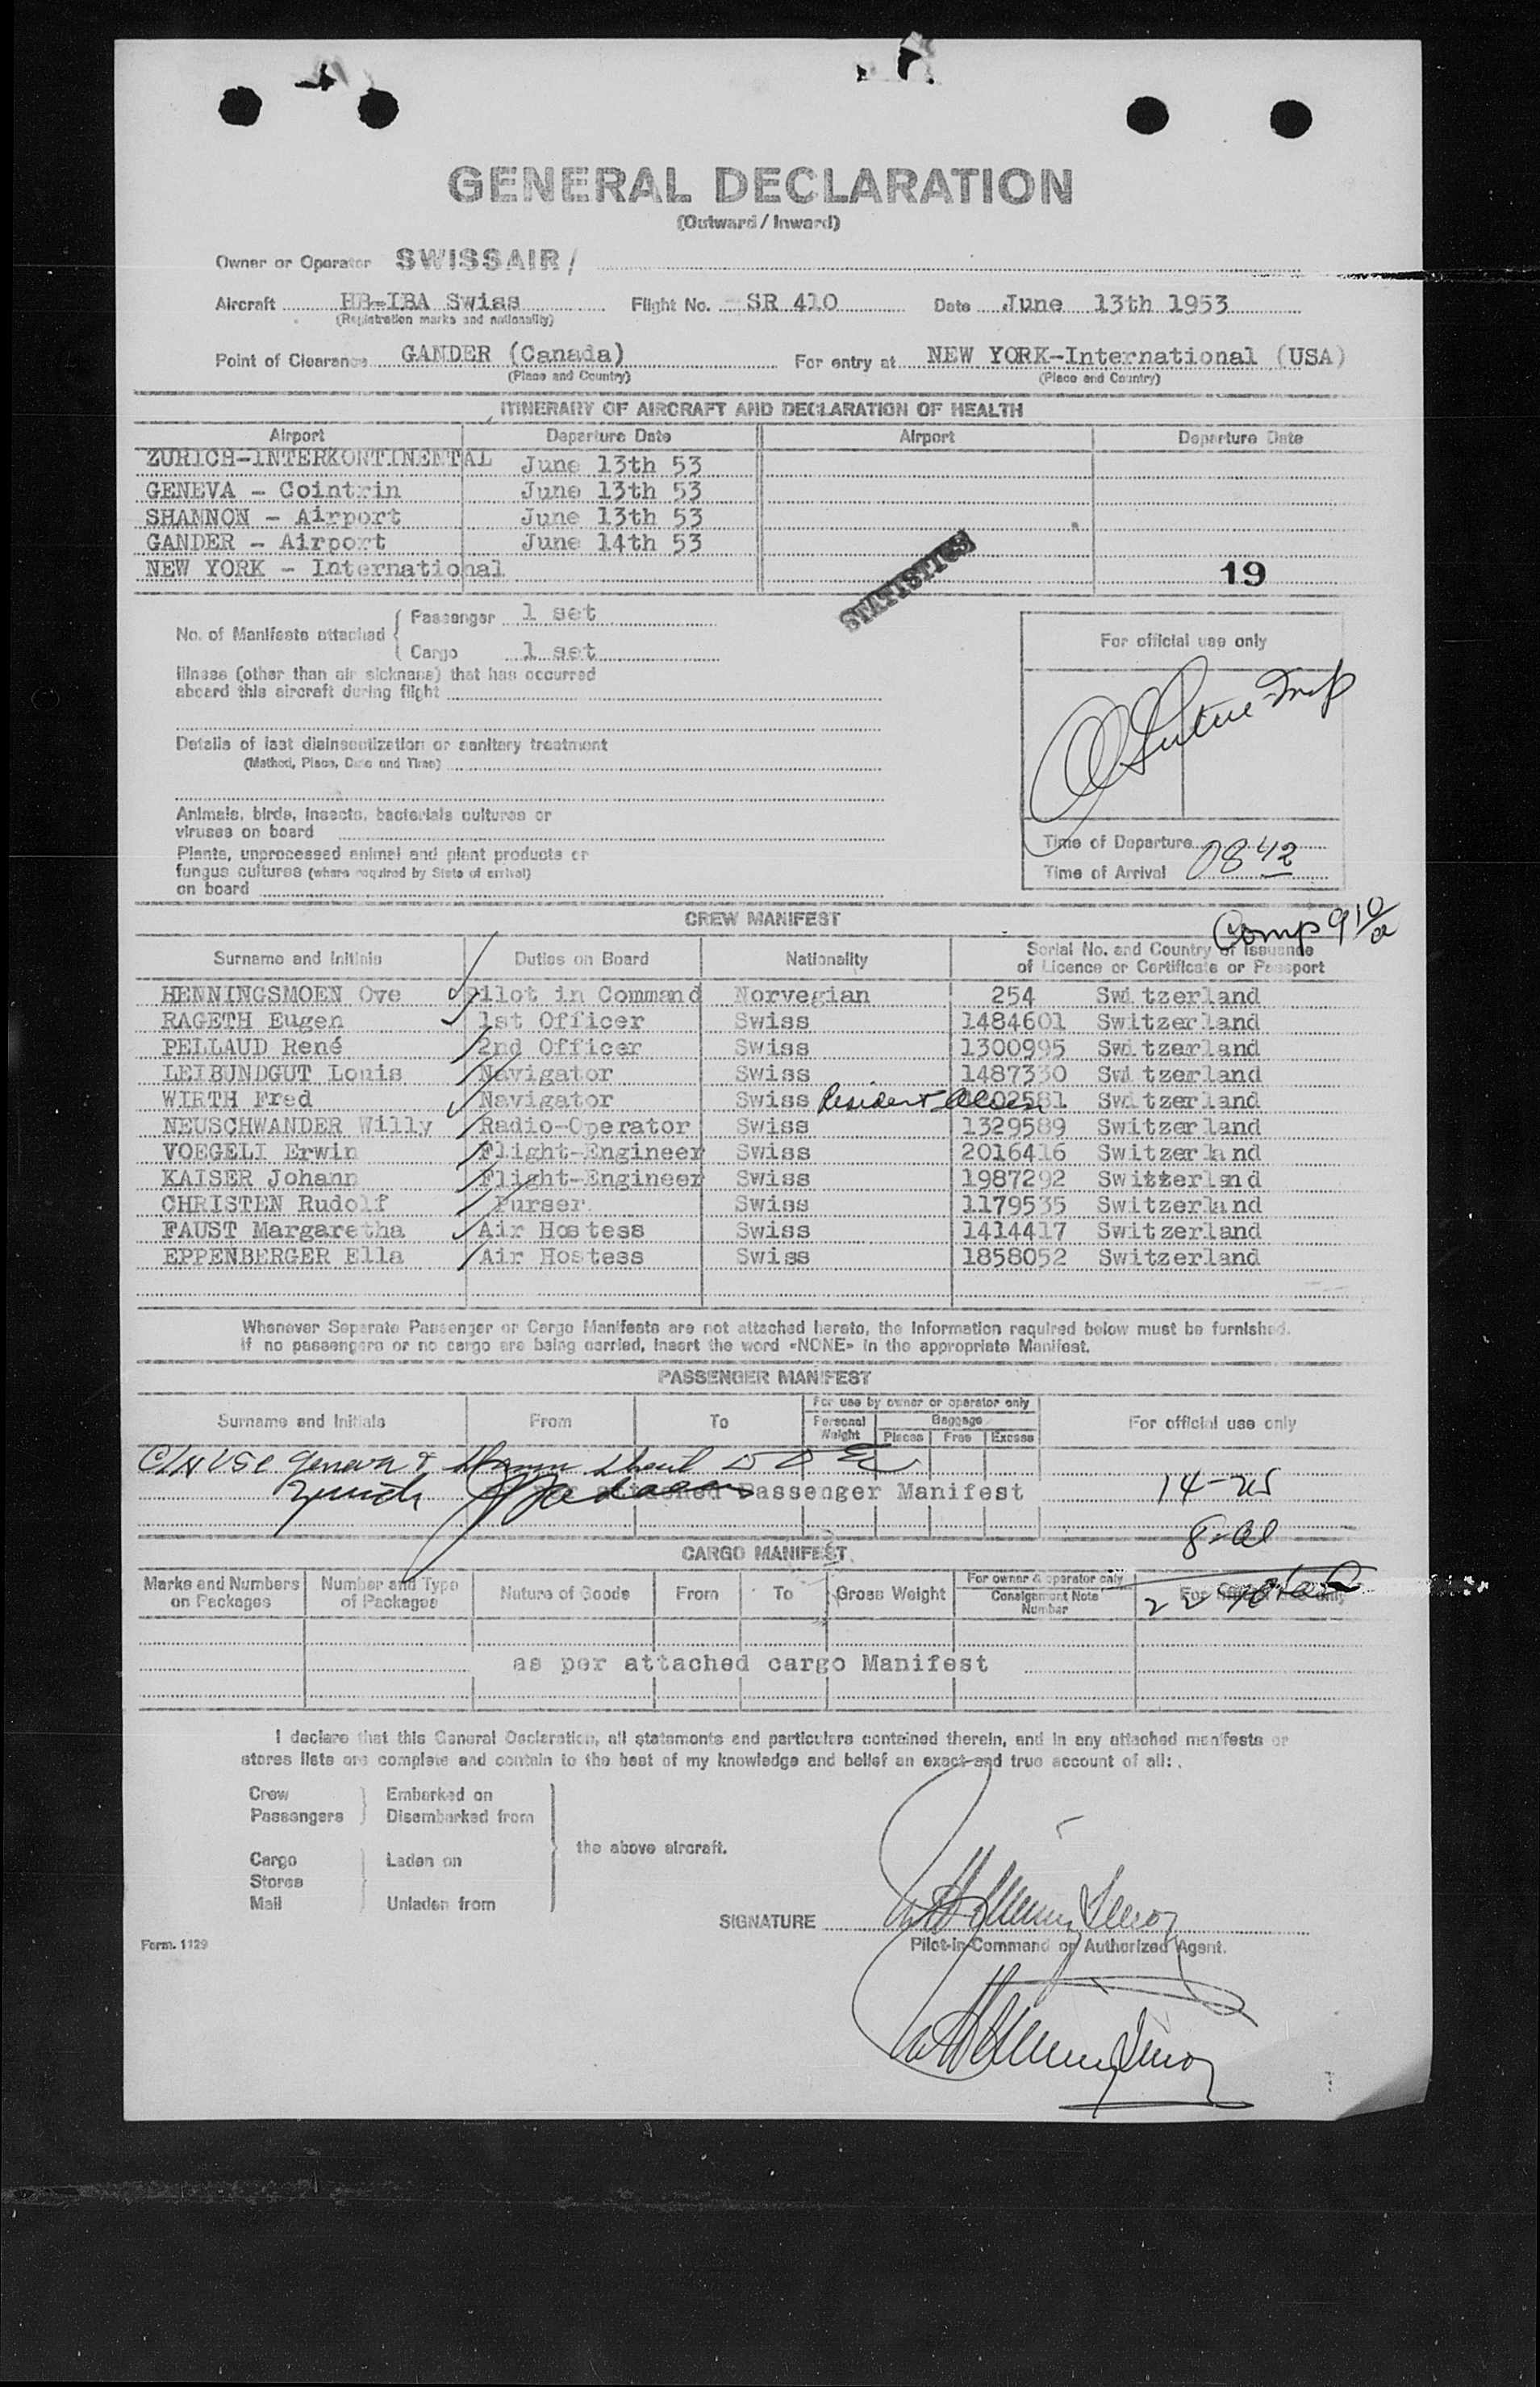 GENERAL DECLARATION
(Outward / Inward)
Owner or Operator SWISSAIR /
Aircraft HB-IBA Swiss Flight No. SR 410 Date June 13th 1953
(Registration marks and nationality)
Point of Clearance GANDER (Canada) For entry at NEW YORK-International (USA)
(Place and Country) (Place and Country)
ITINERARY OF AIRCRAFT AND DECLARATION OF HEALTH
Airport Departure Date Airport Departure Date
ZURICH-INTERKONTINENTAL June 13th 53
GENEVA - Cointrin June 13th 53
SHANNON - Airport June 13th 53
GANDER - Airport June 14th 53
NEW YORK - International
19
STATISTICS
No. of Manifests attached
Passenger 1 set
Cargo 1 set
For official use only
Illness (other than air sickness) that has occurred
aboard this aircraft during flight
Details of last disinsectization or sanitary treatment
(Method, Place, Date and Time)
Animals, birds, insects, bacterials cultures or
viruses on board
Plants, unprocessed animal and plant products or
fungus cultures (where required by State of arrival)
on board
Time of Departure
Time of Arrival 0842
CREW MANIFEST
Comp 9 10/a
Surname and Initials Duties on Board Nationality Serial No. and Country of Issuance
of Licence or Certificate or Passport
HENNINGSMOEN Ove Pilot in Command Norvegian 254 Switzerland
RAGETH Eugen 1st Officer Swiss 1484601 Switzerland
PELLAUD René 2nd Officer Swiss 1300995 Switzerland
LEIBUNDGUT Louis Navigator Swiss 1487330 Switzerland
WIRTH Fred Navigator Swiss Resident Alien 02581 Switzerland
NEUSCHWANDER Willy Radio-Operator Swiss 1329589 Switzerland
VOEGELI Erwin Flight-Engineer Swiss 2016416 Switzerland
KAISER Johann Flight-Engineer Swiss 1987292 Switzerland
CHRISTEN Rudolf Purser Swiss 1179535 Switzerland
FAUST Margaretha Air Hostess Swiss 1414417 Switzerland
EPPENBERGER Ella Air Hostess Swiss 1858052 Switzerland
Whenever Separate Passenger or Cargo Manifests are not attached hereto, the information required below must be furnished.
If no passengers or no cargo are being carried, insert the word «NONE» in the appropriate Manifest.
PASSENGER MANIFEST
Surname and Initials From To For use by owner or operator only For official use only
Personal Weight Baggage
Pieces Free Excess
Geneva &
Zurich attached Passenger Manifest 14-us
8-al
CARGO MANIFEST
Marks and Numbers on Packages Number and Type of Packages Nature of Goods From To Gross Weight For owner & operator only
Consignment Note Number
22 total
as per attached cargo Manifest
I declare that this General Declaration, all statements and particulars contained therein, and in any attached manifests or
stores lists are complete and contain to the best of my knowledge and belief an exact and true account of all:
Crew Embarked on
Passengers Disembarked from
the above aircraft.
Cargo Laden on
Stores
Mail Unladen from
SIGNATURE
Pilot-in-Command or Authorized Agent.
Form. 1129